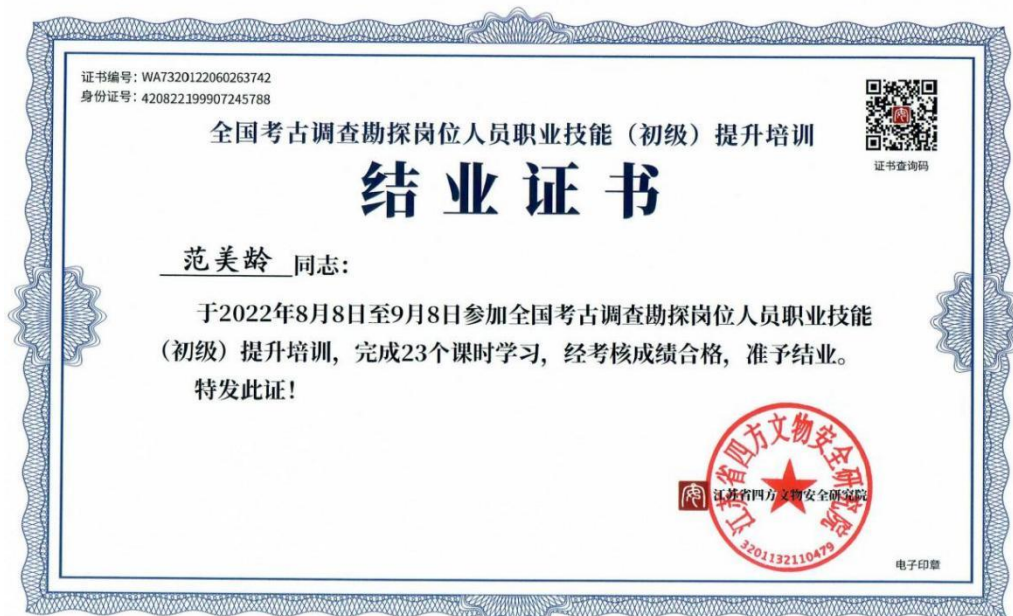 证书编号：WA7320122060263742
身份证号：420822199907245788
证书查询码
全国考古调查勘探岗位人员职业技能（初级）提升培训
结业证书
范美龄 同志：
于2022年8月8日至9月8日参加全国考古调查勘探岗位人员职业技能
（初级）提升培训，完成23个课时学习，经考核成绩合格，准予结业。
特发此证！
江苏省四方文物安全研究院
江苏省四方文物安全研究院
3201132110479
电子印章